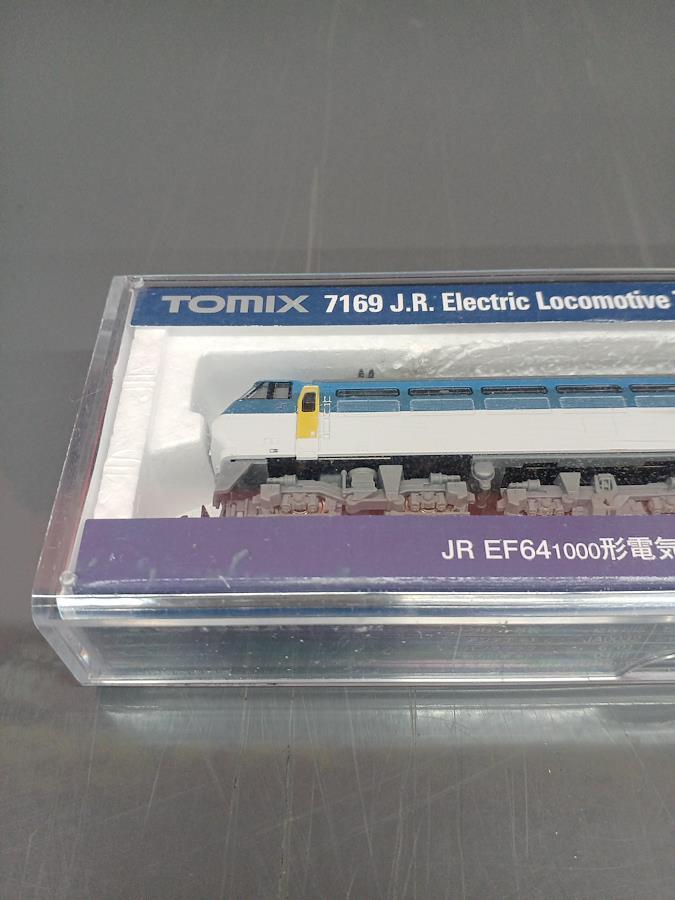 TOMIX 7169 J.R. Electric Locomotive
JR EF641000形電気